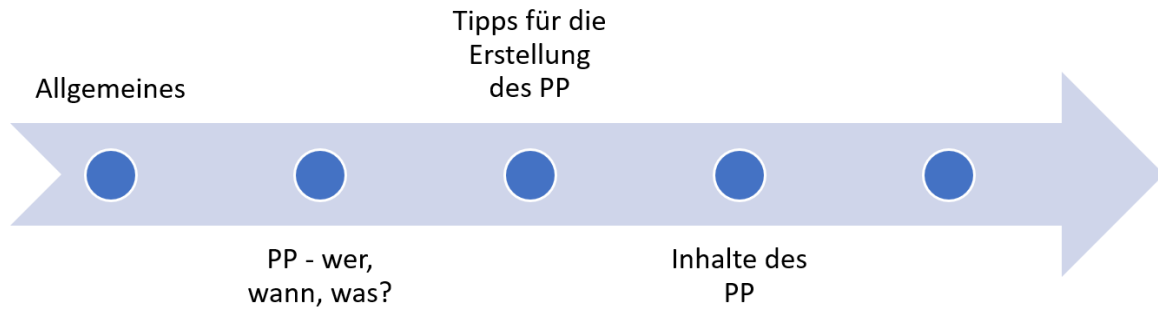 Allgemeines
PP - wer,
wann, was?
Tipps für die
Erstellung
des PP
Inhalte des
PP